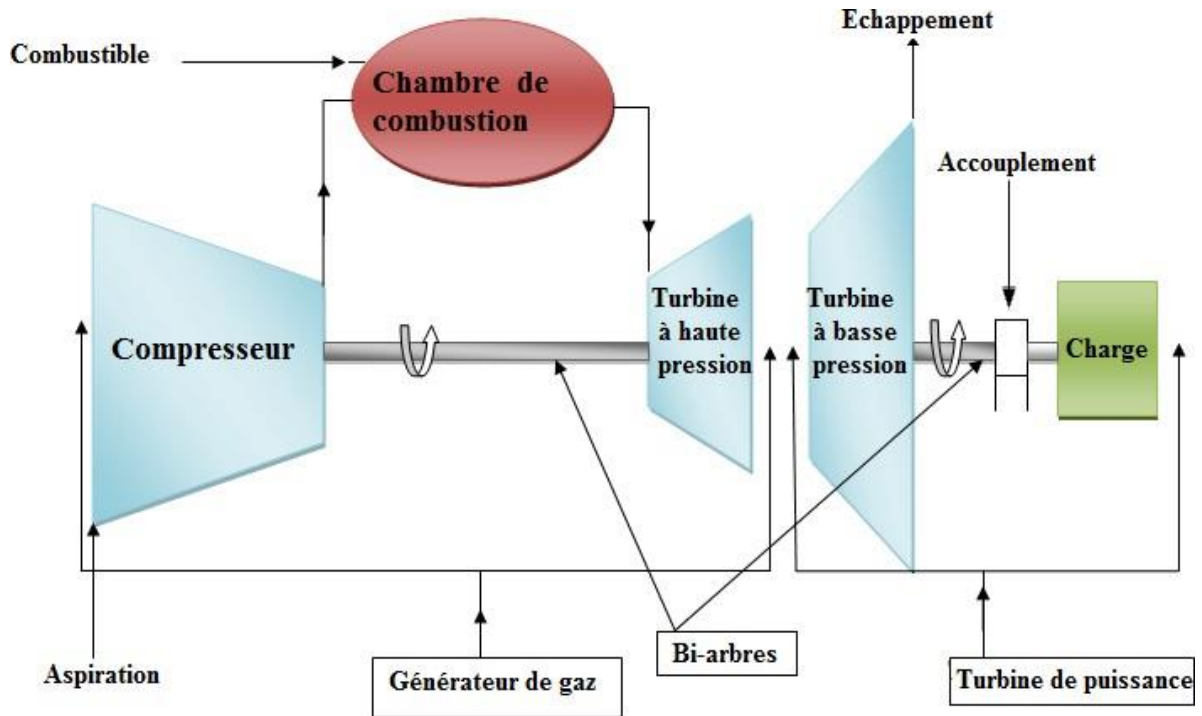 Echappement
Combustible
Chambre de
combustion
Accouplement
Compresseur
Turbine
à haute
pression
Turbine
à basse
pression
Charge
Aspiration
Générateur de gaz
Bi-arbres
Turbine de puissance